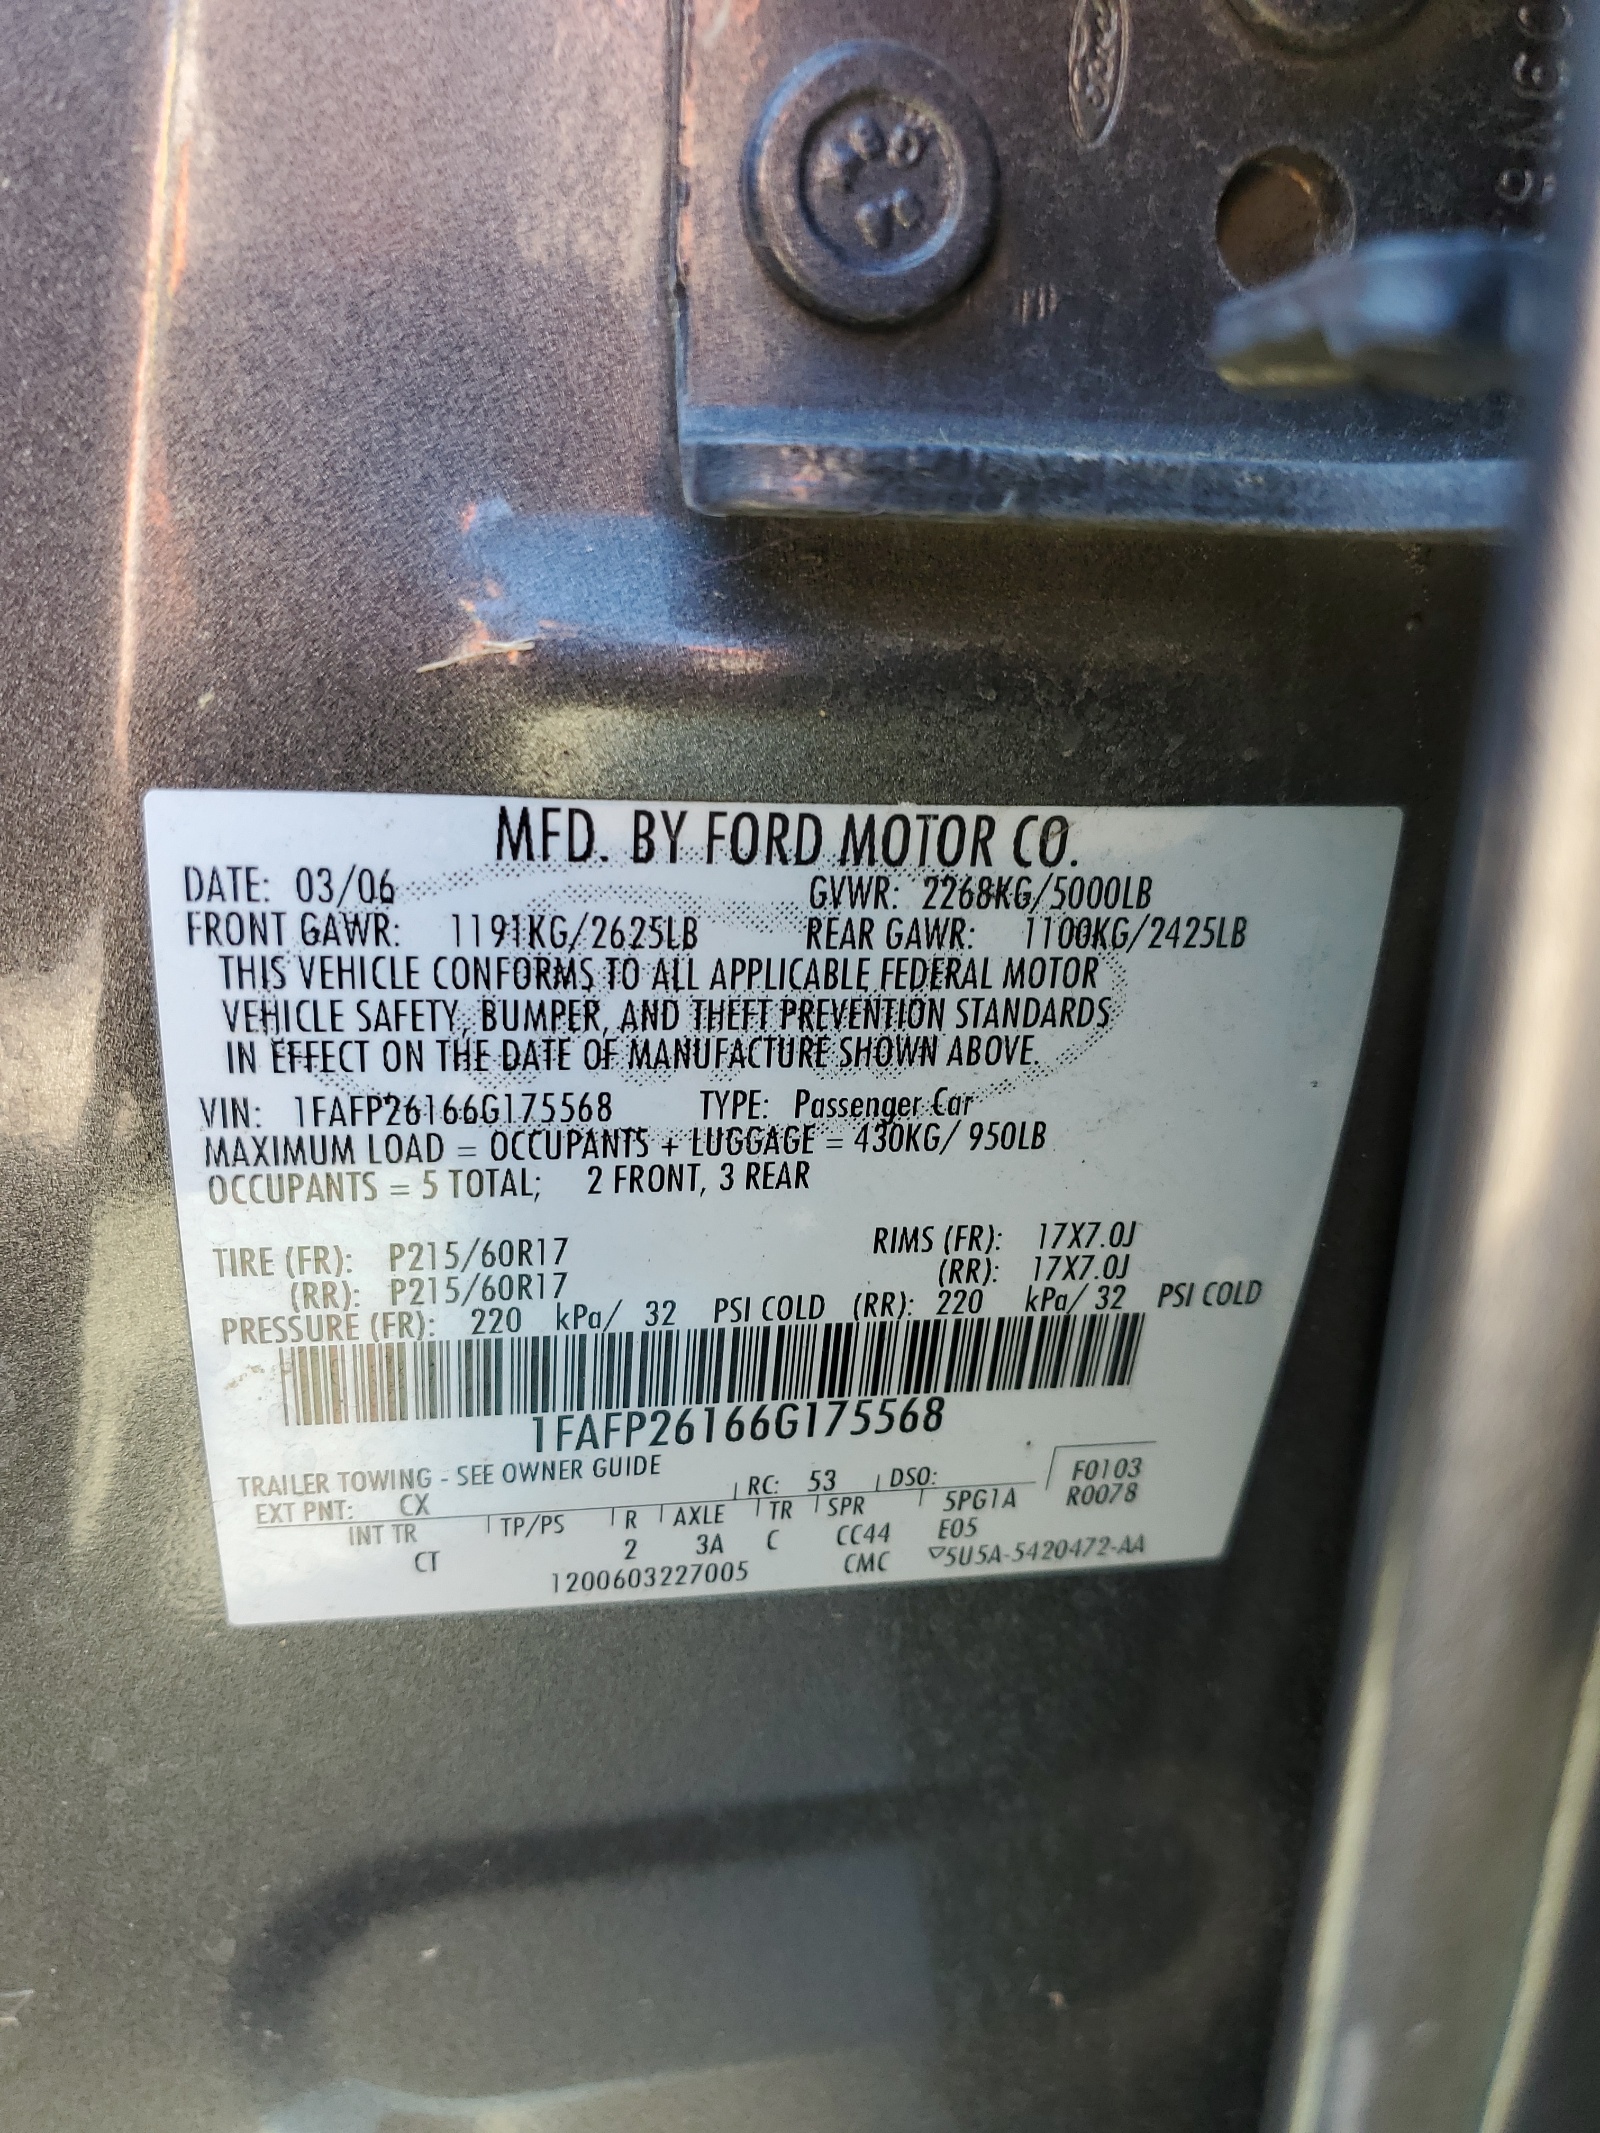 Ford
MFD. BY FORD MOTOR CO.
DATE: 03/06 GVWR: 2268KG/5000LB
FRONT GAWR: 1191KG/2625LB REAR GAWR: 1100KG/2425LB
THIS VEHICLE CONFORMS TO ALL APPLICABLE FEDERAL MOTOR
VEHICLE SAFETY, BUMPER, AND THEFT PREVENTION STANDARDS
IN EFFECT ON THE DATE OF MANUFACTURE SHOWN ABOVE.
VIN: 1FAFP26166G175568 TYPE: Passenger Car
MAXIMUM LOAD = OCCUPANTS + LUGGAGE = 430KG/ 950LB
OCCUPANTS = 5 TOTAL; 2 FRONT, 3 REAR
TIRE (FR): P215/60R17 RIMS (FR): 17X7.0J
(RR): P215/60R17 (RR): 17X7.0J
PRESSURE (FR): 220 kPa/ 32 PSI COLD (RR): 220 kPa/ 32 PSI COLD
1FAFP26166G175568
TRAILER TOWING - SEE OWNER GUIDE
EXT PNT: CX RC: 53 DSO: F0103
INT TR TP/PS R AXLE TR SPR 5PG1A R0078
CT 2 3A C CC44 E05
1200603227005 CMC ▽5U5A-5420472-AA